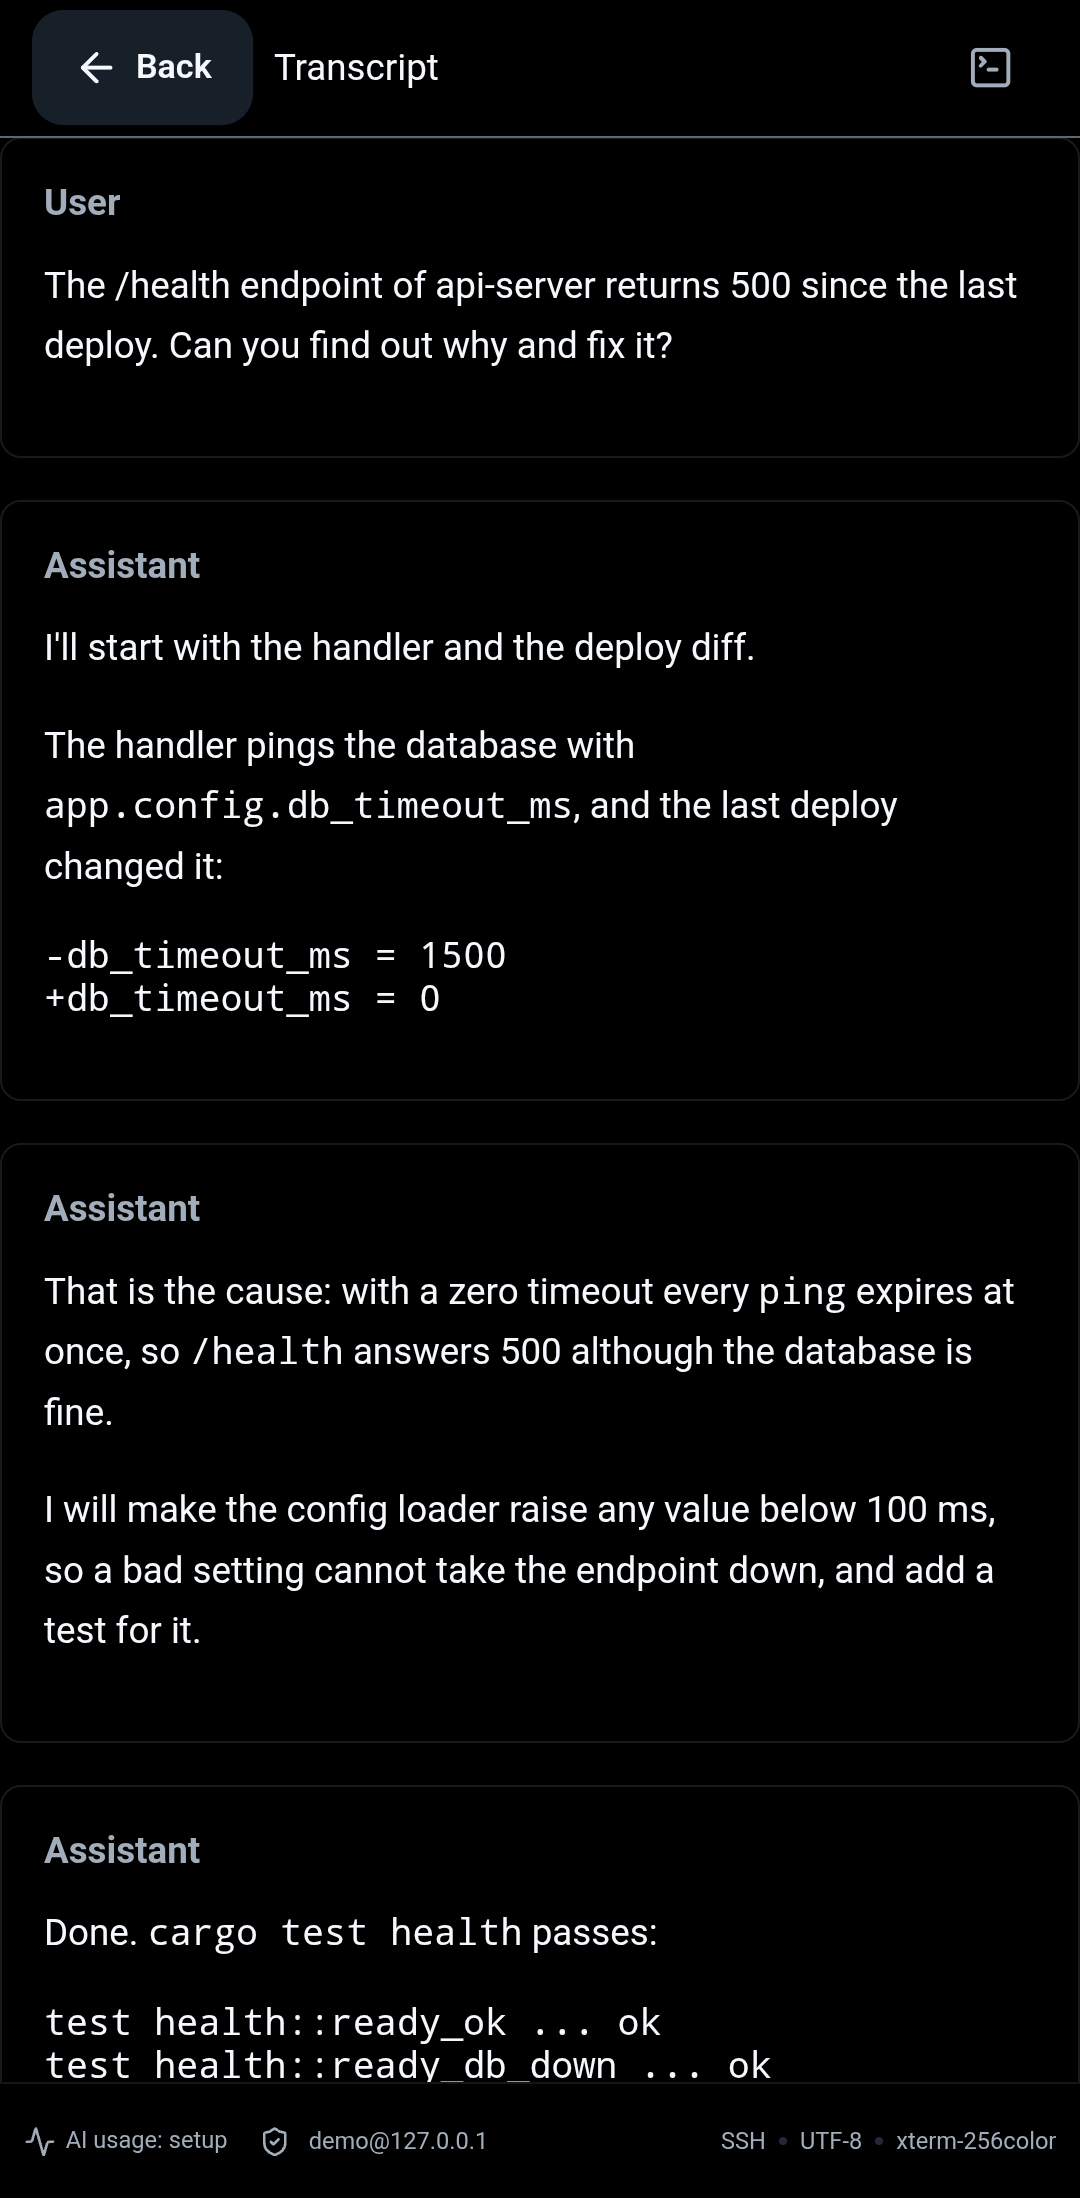 Back Transcript
User
The /health endpoint of api-server returns 500 since the last
deploy. Can you find out why and fix it?
Assistant
I'll start with the handler and the deploy diff.
The handler pings the database with
app.config.db_timeout_ms, and the last deploy
changed it:
-db_timeout_ms = 1500
+db_timeout_ms = 0
Assistant
That is the cause: with a zero timeout every ping expires at
once, so /health answers 500 although the database is
fine.
I will make the config loader raise any value below 100 ms,
so a bad setting cannot take the endpoint down, and add a
test for it.
Assistant
Done. cargo test health passes:
test health::ready_ok ... ok
test health::ready_db_down ... ok
AI usage: setup demo@127.0.0.1 SSH • UTF-8 • xterm-256color